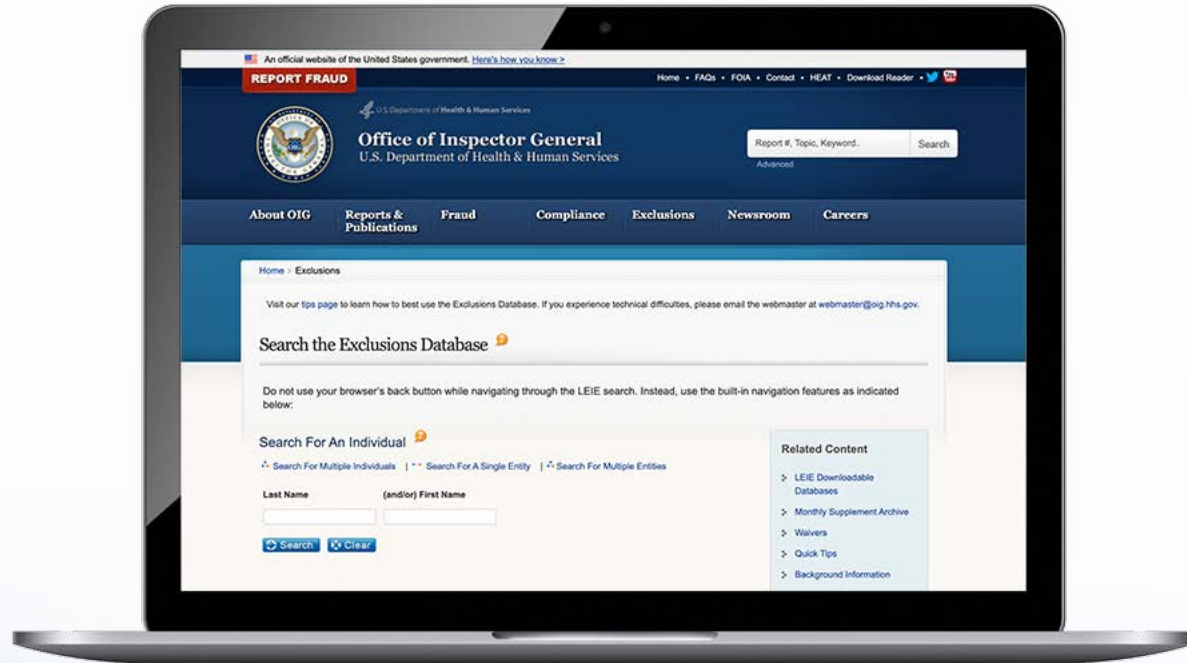 An official website of the United States government. Here's how you know >
REPORT FRAUD
Home • FAQs • FOIA • Contact • HEAT • Download Reader •
U.S. Department of Health & Human Services
Office of Inspector General
U.S. Department of Health & Human Services
Report #, Topic, Keyword.
Search
Advanced
About OIG
Reports &
Publications
Fraud
Compliance
Exclusions
Newsroom
Careers
Home > Exclusions
Visit our tips page to learn how to best use the Exclusions Database. If you experience technical difficulties, please email the webmaster at webmaster@oig.hhs.gov.
Search the Exclusions Database
Do not use your browser's back button while navigating through the LEIE search. Instead, use the built-in navigation features as indicated
below:
Search For An Individual
Search For Multiple Individuals | Search For A Single Entity | Search For Multiple Entities
Last Name
(and/or) First Name
Search
Clear
Related Content
LEIE Downloadable
Databases
Monthly Supplement Archive
Waivers
Quick Tips
Background Information